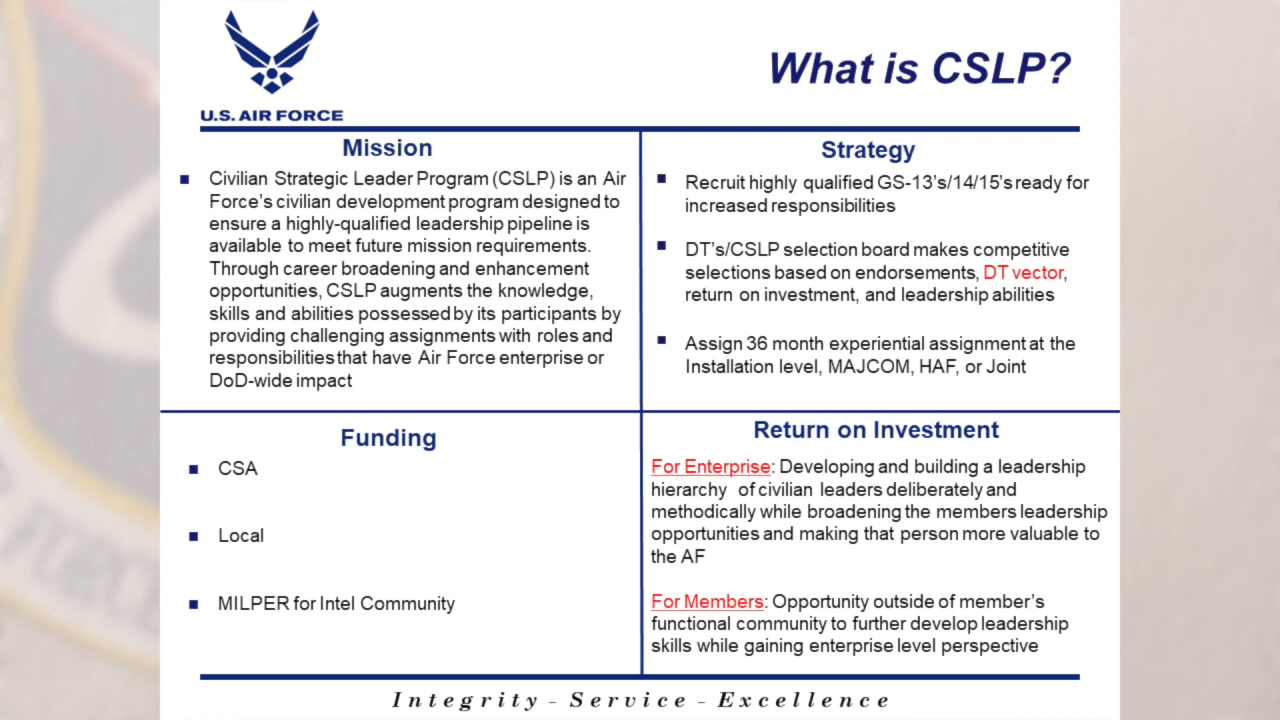 U.S. AIR FORCE
What is CSLP?
Mission
Civilian Strategic Leader Program (CSLP) is an Air
Force's civilian development program designed to
ensure a highly-qualified leadership pipeline is
available to meet future mission requirements.
Through career broadening and enhancement
opportunities, CSLP augments the knowledge,
skills and abilities possessed by its participants by
providing challenging assignments with roles and
responsibilities that have Air Force enterprise or
DoD-wide impact
Strategy
Recruit highly qualified GS-13's/14/15's ready for
increased responsibilities
DT's/CSLP selection board makes competitive
selections based on endorsements, DT vector,
return on investment, and leadership abilities
Assign 36 month experiential assignment at the
Installation level, MAJCOM, HAF, or Joint
Funding
CSA
Local
MILPER for Intel Community
Return on Investment
For Enterprise: Developing and building a leadership
hierarchy of civilian leaders deliberately and
methodically while broadening the members leadership
opportunities and making that person more valuable to
the AF
For Members: Opportunity outside of member's
functional community to further develop leadership
skills while gaining enterprise level perspective
Integrity - Service - Excellence